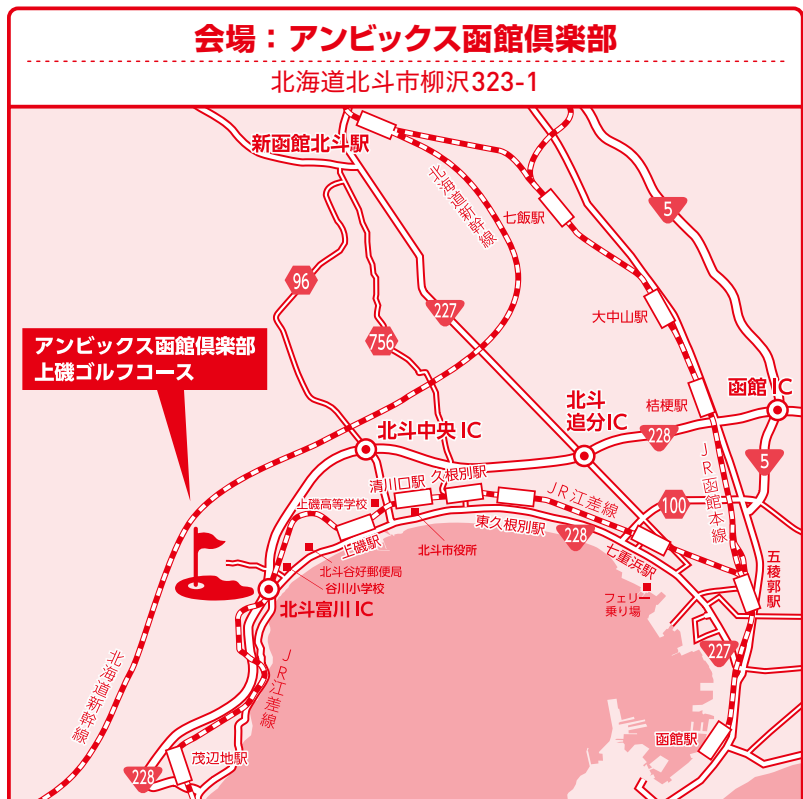 会場：アンビックス函館倶楽部
北海道北斗市柳沢323-1
新函館北斗駅
北海道新幹線
七飯駅
5
96
227
756
大中山駅
アンビックス函館倶楽部
上磯ゴルフコース
函館IC
桔梗駅
北斗
追分IC
北斗中央IC
228
5
JR函館本線
清川口駅
久根別駅
JR江差線
100
上磯高等学校
東久根別駅
228
上磯駅
北斗市役所
七重浜駅
五稜郭駅
北斗谷好郵便局
谷川小学校
フェリー
乗り場
北斗富川IC
227
北海道新幹線
JR江差線
函館駅
茂辺地駅
228